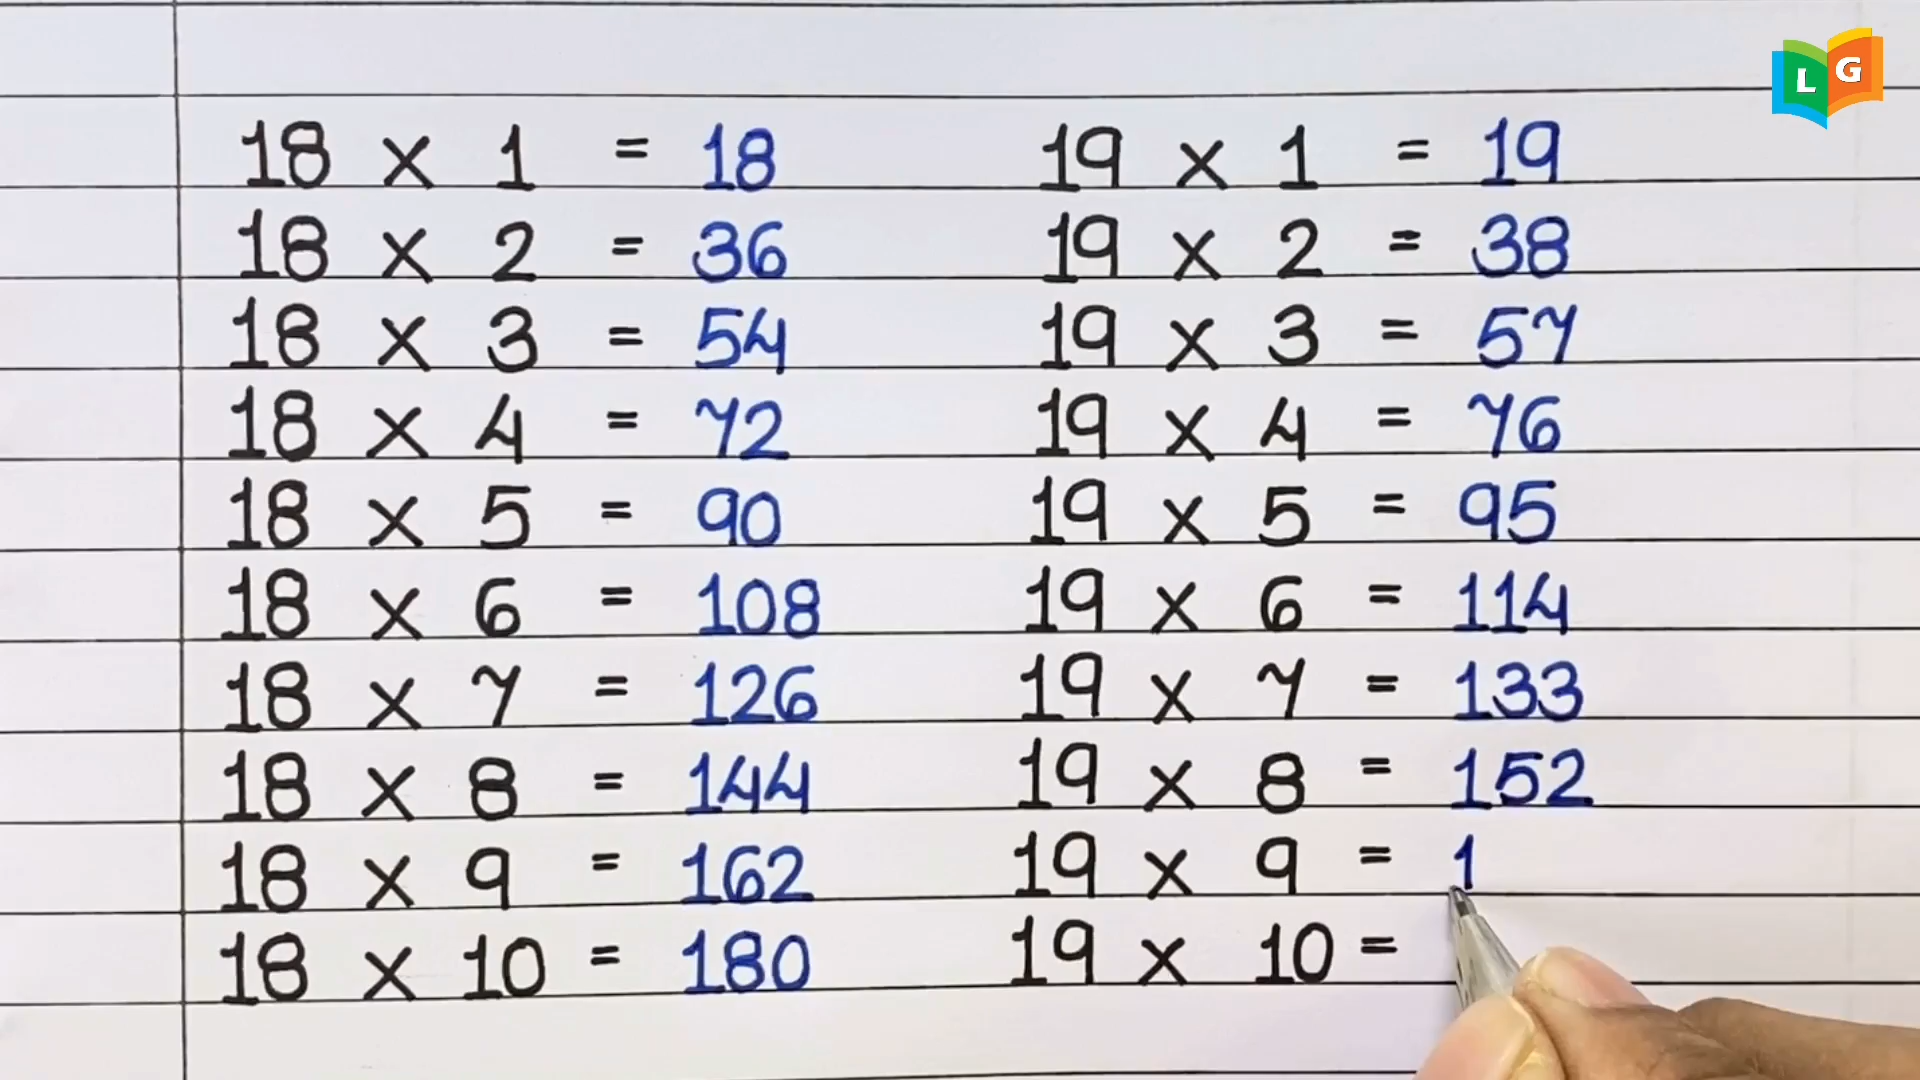 L G
18 x 1 = 18 19 x 1 = 19
18 x 2 = 36 19 x 2 = 38
18 x 3 = 54 19 x 3 = 57
18 x 4 = 72 19 x 4 = 76
18 x 5 = 90 19 x 5 = 95
18 x 6 = 108 19 x 6 = 114
18 x 7 = 126 19 x 7 = 133
18 x 8 = 144 19 x 8 = 152
18 x 9 = 162 19 x 9 = 1
18 x 10 = 180 19 x 10 =